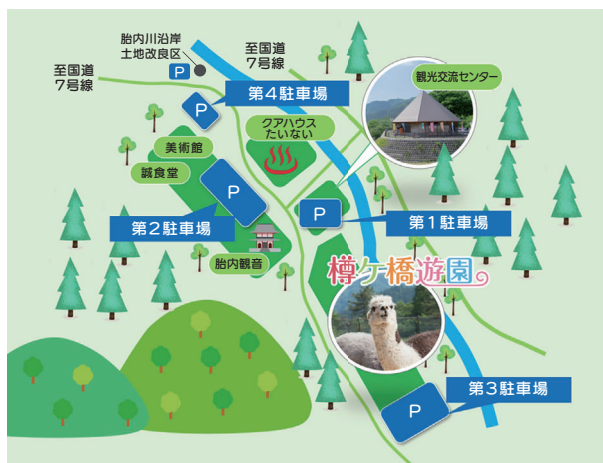 胎内川沿岸
土地改良区
P
至国道
7号線
至国道
7号線
観光交流センター
第4駐車場
P
クアハウス
たいない
美術館
誠食堂
P
第2駐車場
P
第1駐車場
胎内観音
樽ケ橋遊園
第3駐車場
P